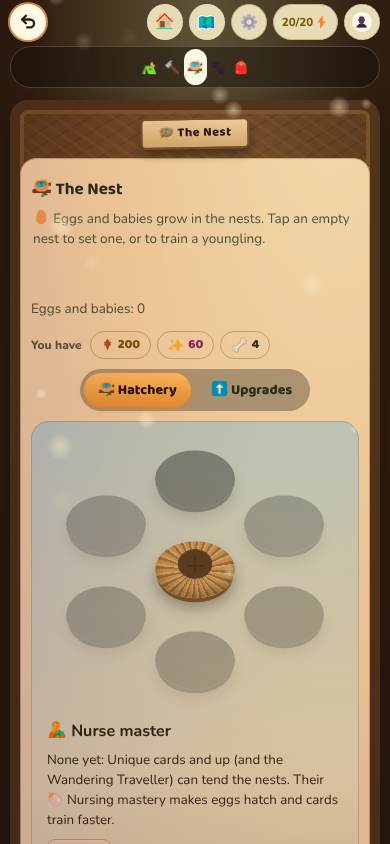 20/20
The Nest
The Nest
Eggs and babies grow in the nests. Tap an empty
nest to set one, or to train a youngling.
Eggs and babies: 0
You have 200 60 4
Hatchery Upgrades
Nurse master
None yet: Unique cards and up (and the
Wandering Traveller) can tend the nests. Their
Nursing mastery makes eggs hatch and cards
train faster.